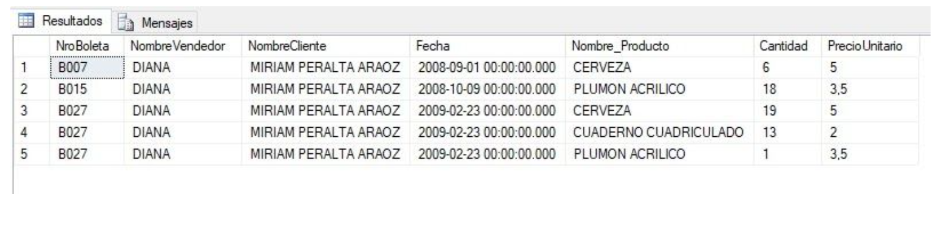 Resultados Mensajes
NroBoleta NombreVendedor NombreCliente Fecha Nombre_Producto Cantidad PrecioUnitario
1 B007 DIANA MIRIAM PERALTA ARAOZ 2008-09-01 00:00:00.000 CERVEZA 6 5
2 B015 DIANA MIRIAM PERALTA ARAOZ 2008-10-09 00:00:00.000 PLUMON ACRILICO 18 3,5
3 B027 DIANA MIRIAM PERALTA ARAOZ 2009-02-23 00:00:00.000 CERVEZA 19 5
4 B027 DIANA MIRIAM PERALTA ARAOZ 2009-02-23 00:00:00.000 CUADERNO CUADRICULADO 13 2
5 B027 DIANA MIRIAM PERALTA ARAOZ 2009-02-23 00:00:00.000 PLUMON ACRILICO 1 3,5